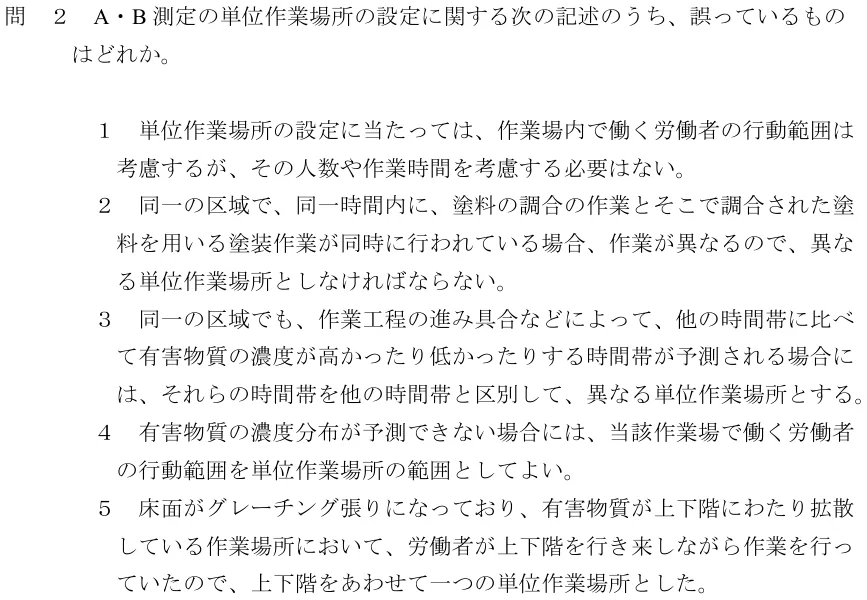 問　２　A・B 測定の単位作業場所の設定に関する次の記述のうち、誤っているもの
はどれか。
１　単位作業場所の設定に当たっては、作業場内で働く労働者の行動範囲は
考慮するが、その人数や作業時間を考慮する必要はない。
２　同一の区域で、同一時間内に、塗料の調合の作業とそこで調合された塗
料を用いる塗装作業が同時に行われている場合、作業が異なるので、異な
る単位作業場所としなければならない。
３　同一の区域でも、作業工程の進み具合などによって、他の時間帯に比べ
て有害物質の濃度が高かったり低かったりする時間帯が予測される場合に
は、それらの時間帯を他の時間帯と区別して、異なる単位作業場所とする。
４　有害物質の濃度分布が予測できない場合には、当該作業場で働く労働者
の行動範囲を単位作業場所の範囲としてよい。
５　床面がグレーチング張りになっており、有害物質が上下階にわたり拡散
している作業場所において、労働者が上下階を行き来しながら作業を行っ
ていたので、上下階をあわせて一つの単位作業場所とした。